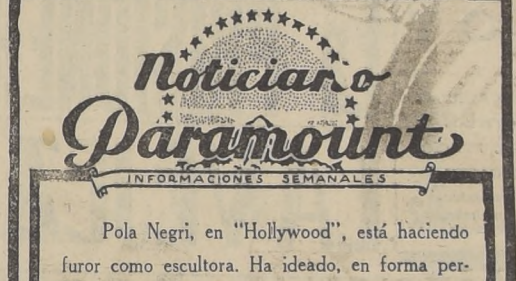 Noticiario
Paramount
INFORMACIONES SEMANALES
Pola Negri, en "Hollywood", está haciendo
furor como escultora. Ha ideado, en forma per-